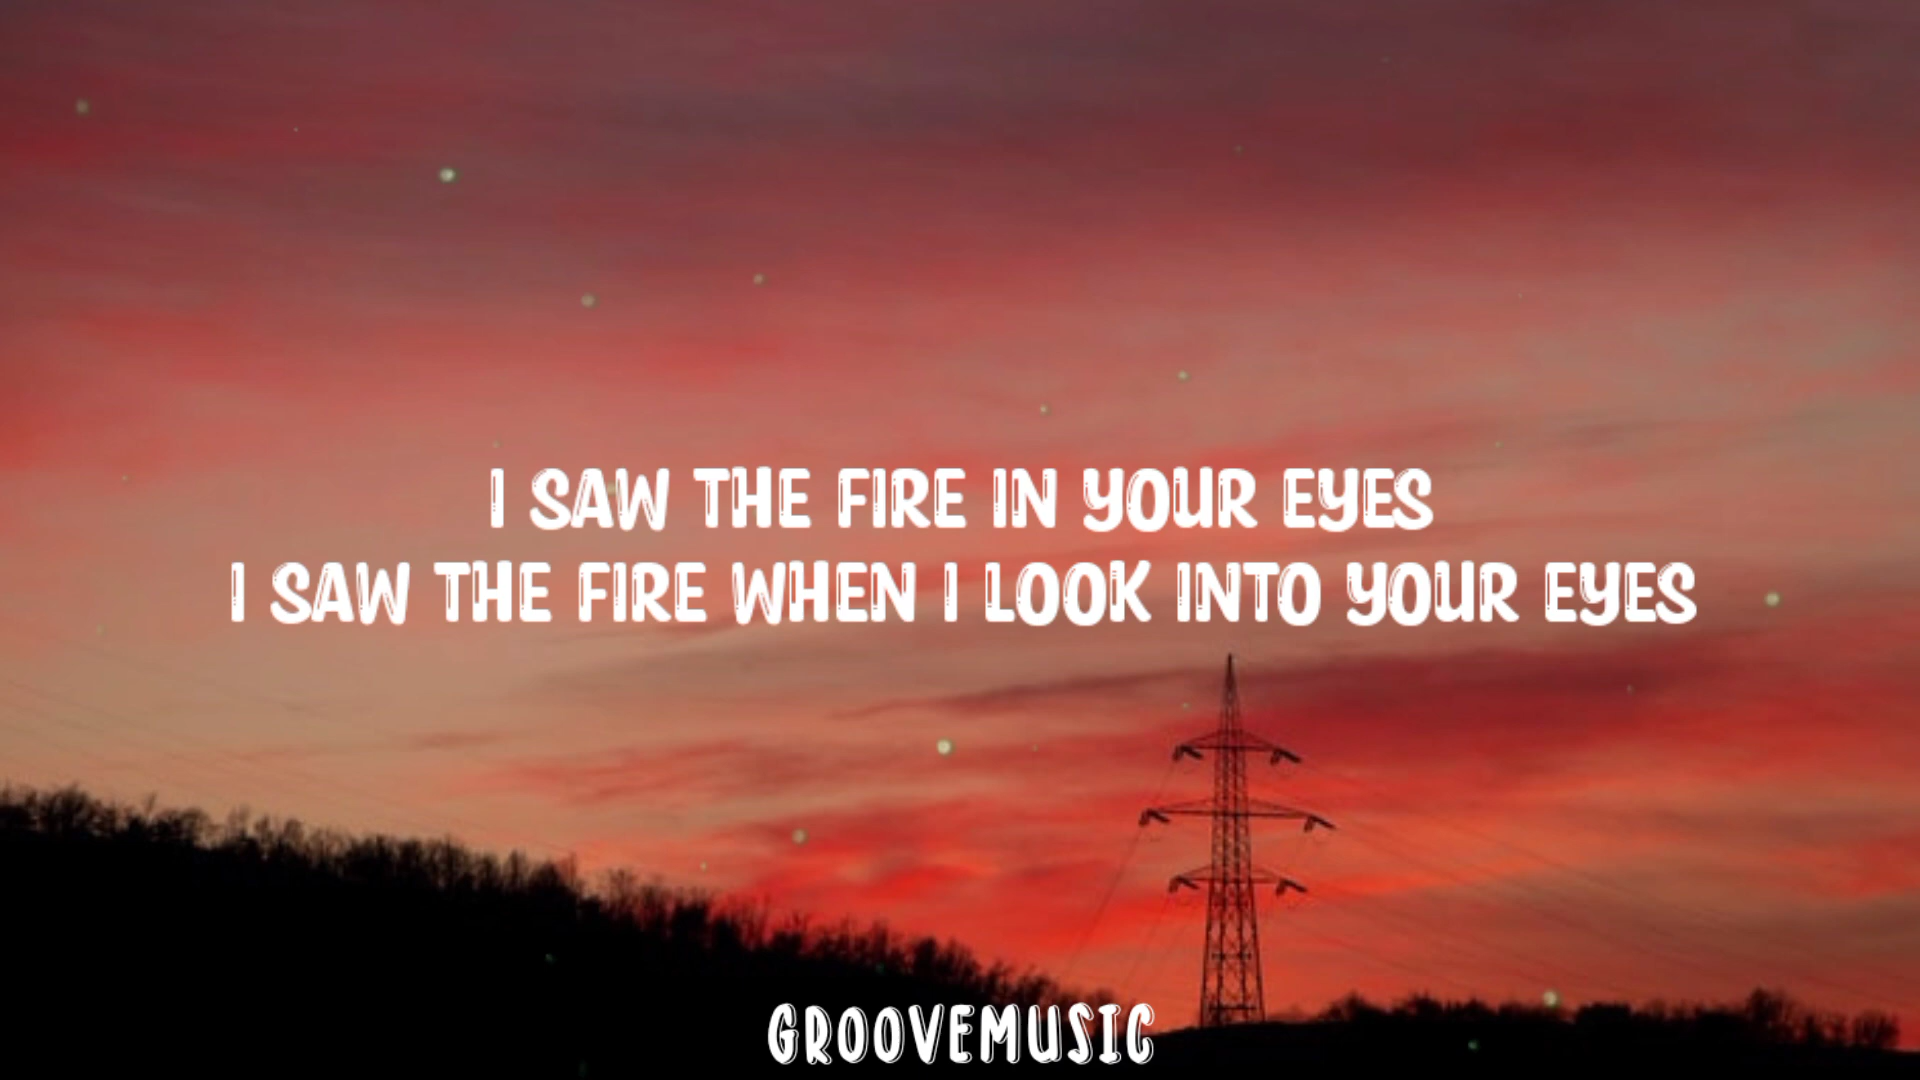 I SAW THE FIRE IN YOUR EYES
I SAW THE FIRE WHEN I LOOK INTO YOUR EYES
GROOVEMUSIC